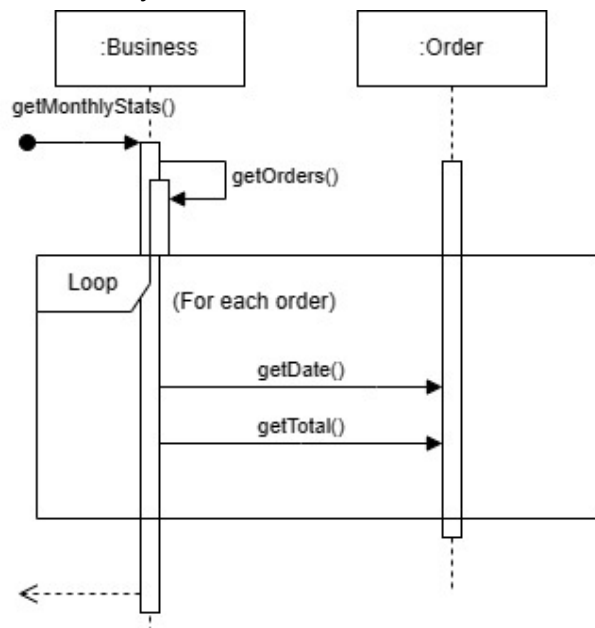 :Business
:Order
getMonthlyStats()
getOrders()
Loop
(For each order)
getDate()
getTotal()